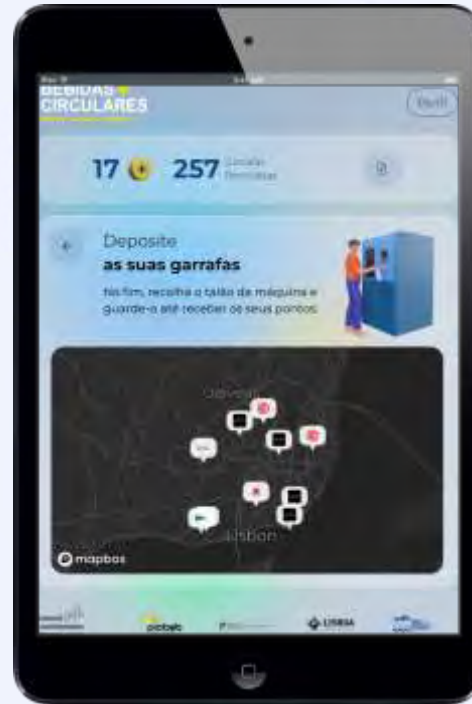 BEBIDAS
CIRCULARES
17 257
Deposite
as suas garrafas
No fim, recolha o talão da máquina e
guarde-o até receber os seus pontos
Lisbon
mapbox
LISBOA